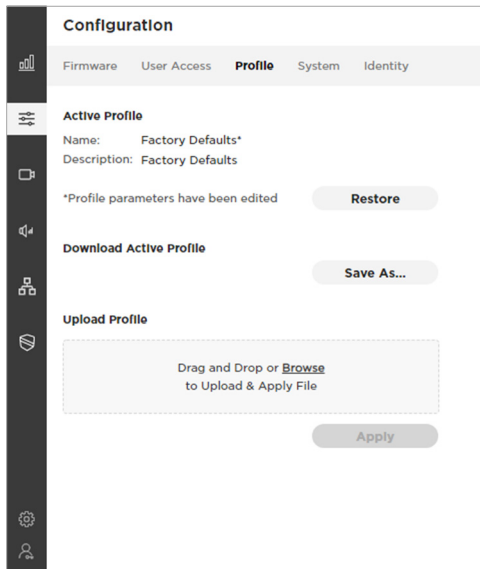 Configuration
Firmware User Access Profile System Identity
Active Profile
Name: Factory Defaults*
Description: Factory Defaults
*Profile parameters have been edited Restore
Download Active Profile
Save As...
Upload Profile
Drag and Drop or Browse
to Upload & Apply File
Apply